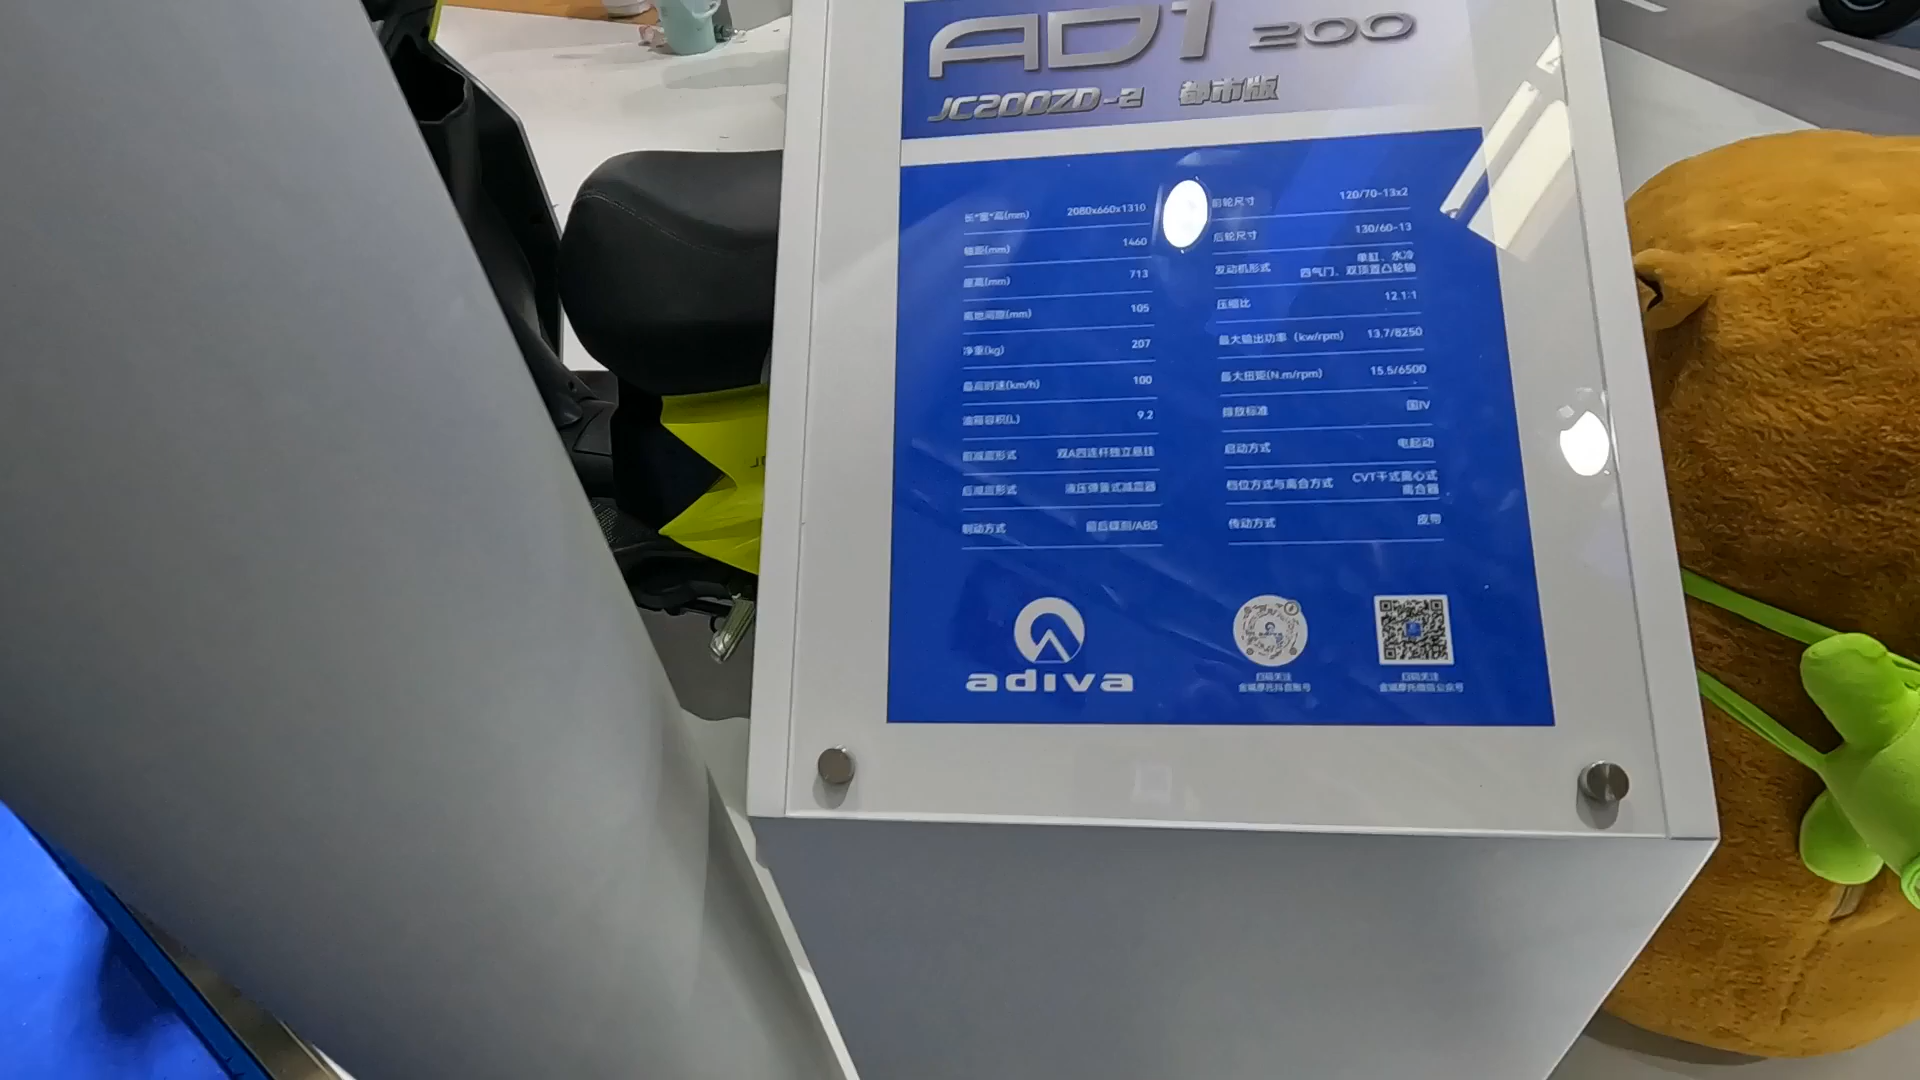 AD1 200
JC200ZD-2 都市版
长*宽*高(mm) 2080x660x1310
轴距(mm) 1460
座高(mm) 713
离地间隙(mm) 105
净重(kg) 207
最高时速(km/h) 100
油箱容积(L) 9.2
前减震形式 双A四连杆独立悬挂
后减震形式 液压弹簧式减震器
制动方式 前后碟刹/ABS
前轮尺寸 120/70-13x2
后轮尺寸 130/60-13
发动机形式 单缸、水冷
四气门、双顶置凸轮轴
压缩比 12.1:1
最大输出功率（kw/rpm) 13.7/8250
最大扭矩(N.m/rpm) 15.5/6500
排放标准 国IV
启动方式 电起动
档位方式与离合方式 CVT干式离心式
离合器
传动方式 皮带
adiva
扫码关注
扫码关注